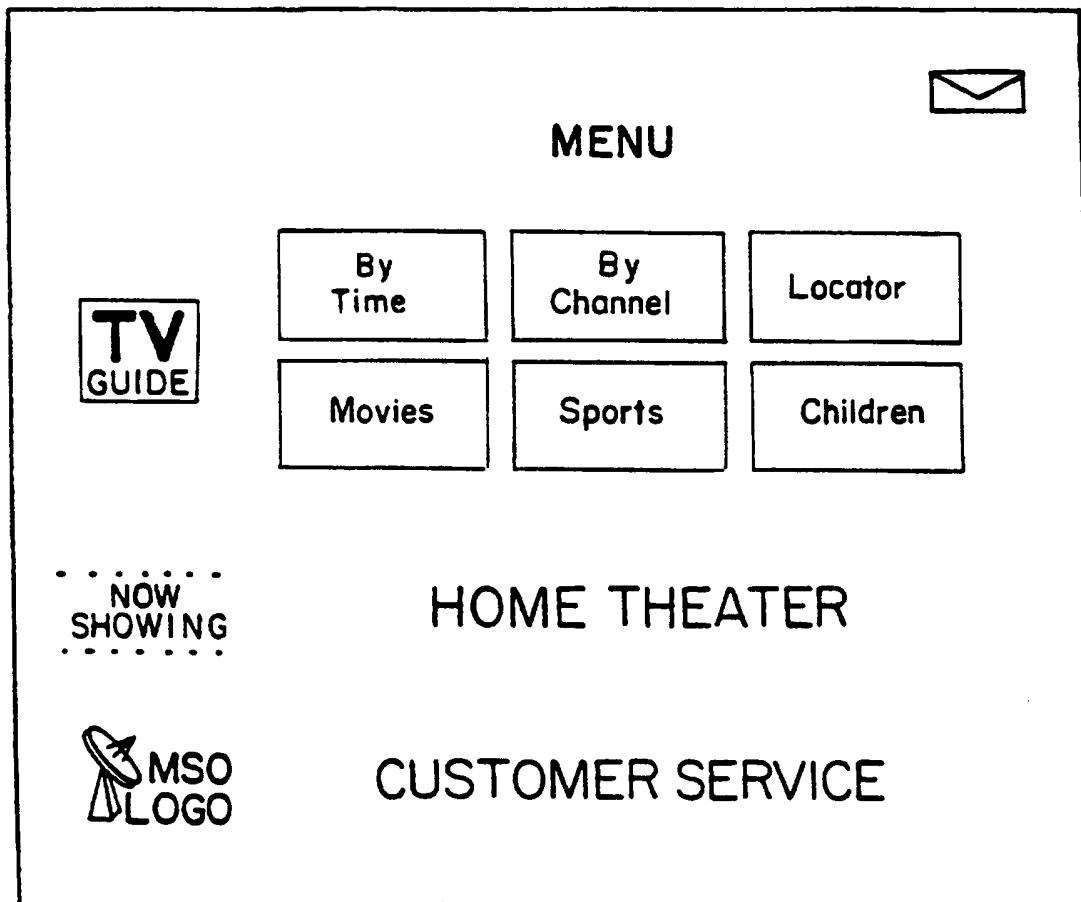 MENU
By
Time
By
Channel
Locator
TV
GUIDE
Movies
Sports
Children
NOW
SHOWING
HOME THEATER
MSO
LOGO
CUSTOMER SERVICE